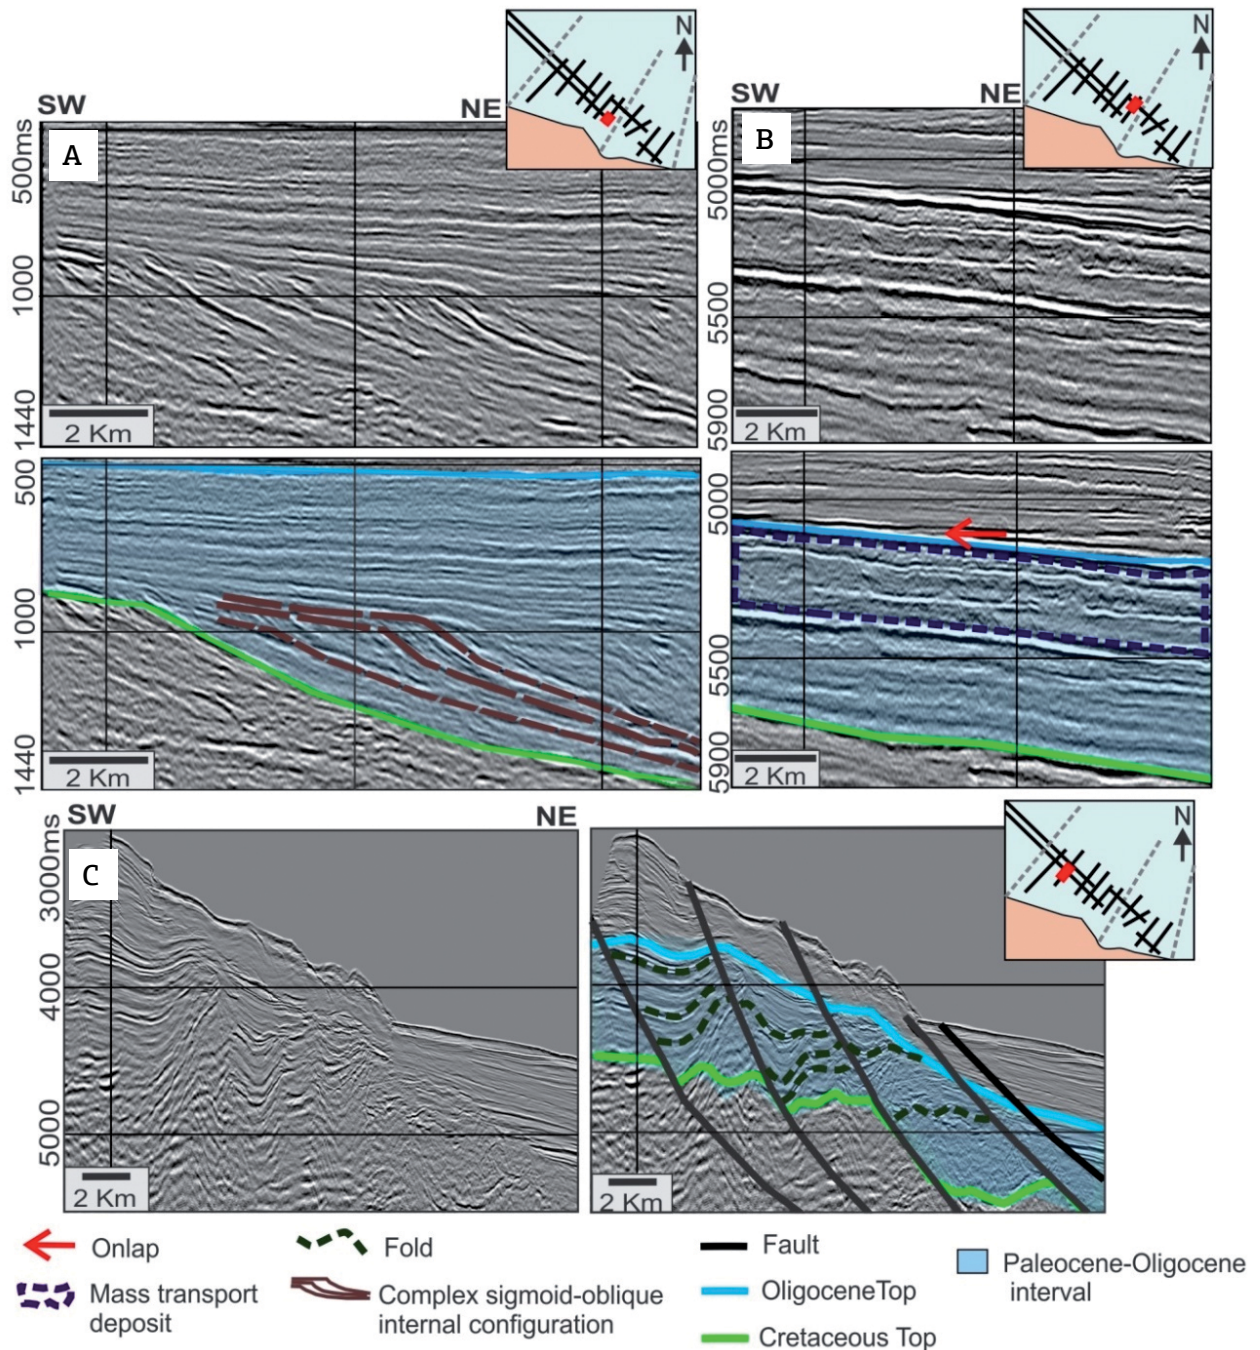 N
N
SW
NE
SW
NE
A
B
500ms
1000
1440
2 Km
5000ms
5500
5900
2 Km
500
1000
1440
2 Km
5000
5500
5900
2 Km
SW
NE
N
C
3000ms
4000
5000
2 Km
2 Km
Onlap
Fold
Fault
Paleocene-Oligocene
interval
Mass transport
deposit
Complex sigmoid-oblique
internal configuration
OligoceneTop
Cretaceous Top